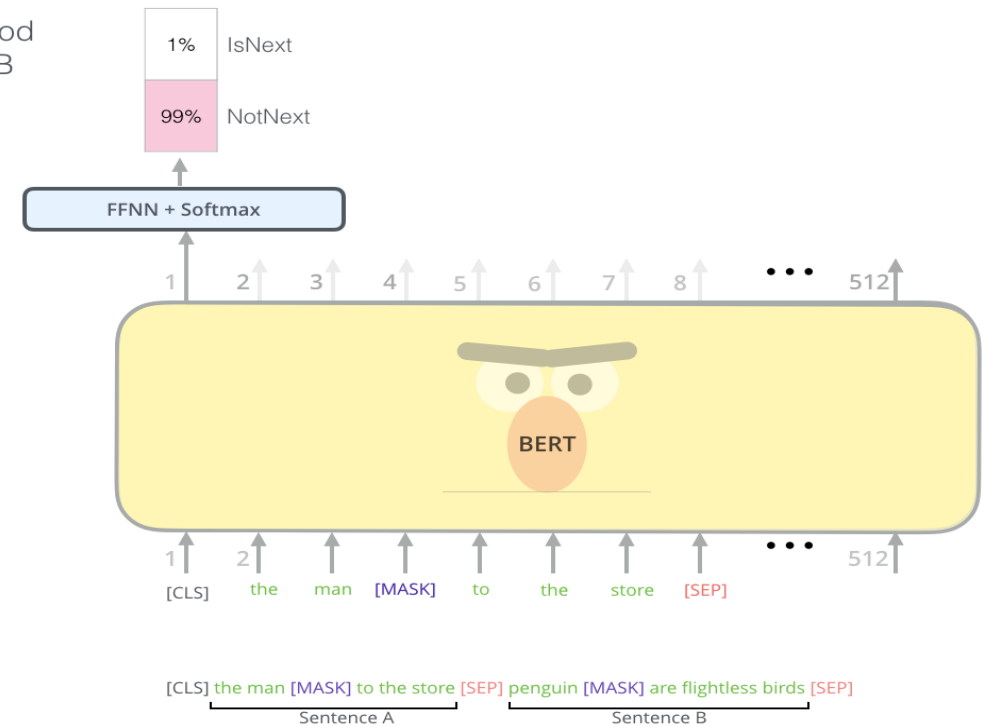 od
B
1% IsNext
99% NotNext
FFNN + Softmax
1 2 3 4 5 6 7 8 ••• 512
BERT
1 2 ••• 512
[CLS] the man [MASK] to the store [SEP]
[CLS] the man [MASK] to the store [SEP] penguin [MASK] are flightless birds [SEP]
Sentence A Sentence B